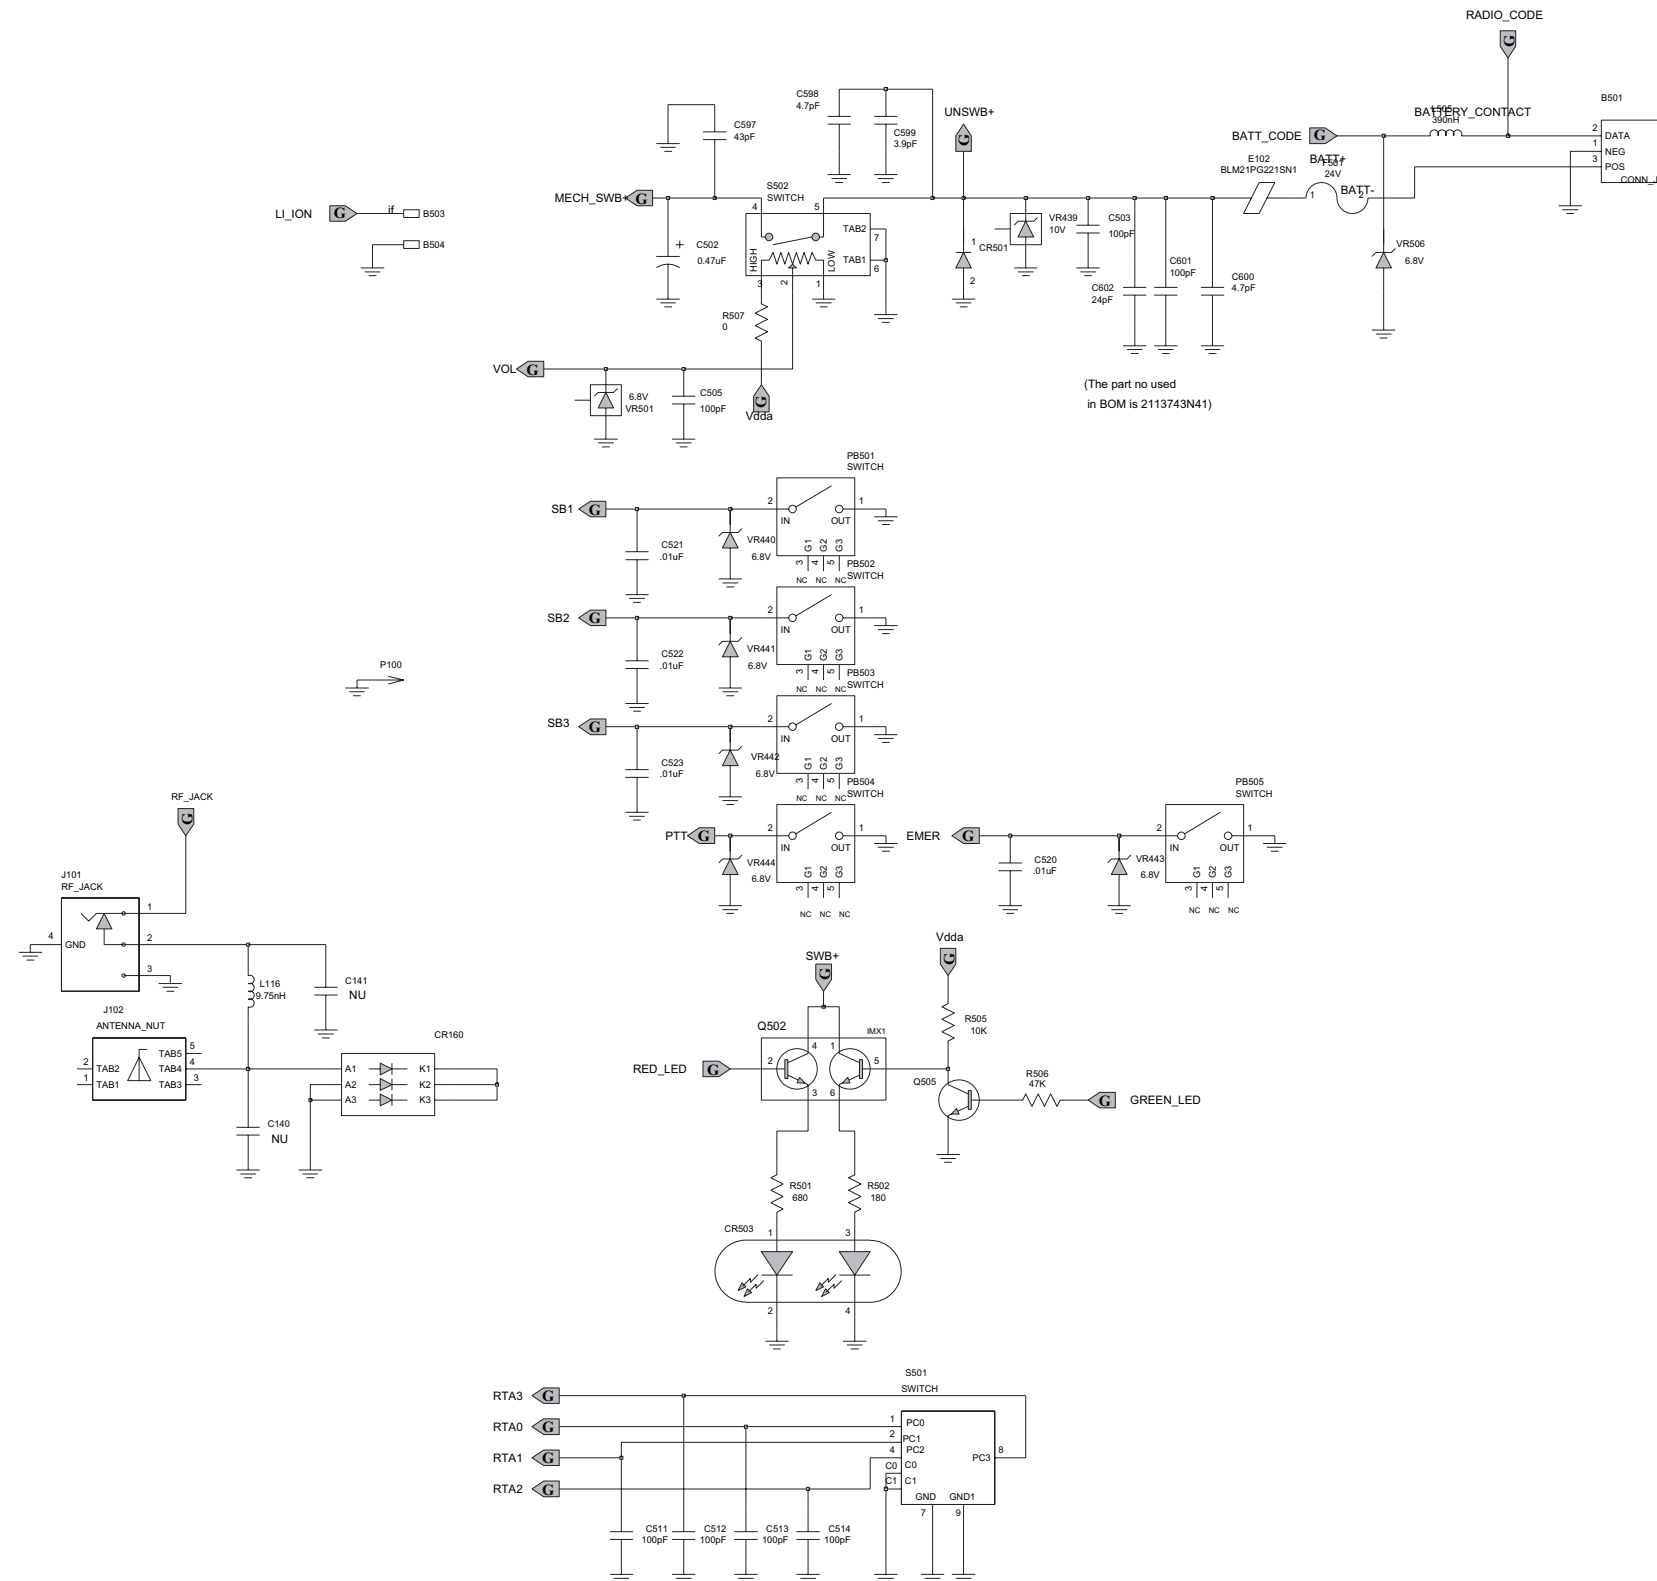 RADIO_CODE
G
C598
4.7pF
C597
43pF
C599
3.9pF
UNSWB+
G
BATTERY_CONTACT
L505
390nH
B501
BATT_CODE
G
2
DATA
1
NEG
3
POS
CONN_J
E102
BLM21PG221SN1
BATT+
F501
24V
1
2
BATT-
MECH_SWB+
G
S502
SWITCH
4
5
TAB2
7
TAB1
6
HIGH
LOW
3
2
1
LI_ION
G
if
B503
B504
+
C502
0.47uF
1
CR501
2
VR439
10V
C503
100pF
C601
100pF
C602
24pF
C600
4.7pF
VR506
6.8V
R507
0
VOL
G
6.8V
VR501
C505
100pF
G
Vdda
(The part no used
in BOM is 2113743N41)
PB501
SWITCH
SB1
G
2
1
IN
OUT
C521
.01uF
VR440
6.8V
G1
G2
G3
3
4
5
NC
NC
NC
PB502
SWITCH
SB2
G
2
1
IN
OUT
C522
.01uF
VR441
6.8V
G1
G2
G3
3
4
5
NC
NC
NC
PB503
SWITCH
P100
SB3
G
2
1
IN
OUT
C523
.01uF
VR442
6.8V
G1
G2
G3
3
4
5
NC
NC
NC
PB504
SWITCH
PTT
G
2
1
IN
OUT
VR444
6.8V
G1
G2
G3
3
4
5
NC
NC
NC
PB505
SWITCH
EMER
G
2
1
IN
OUT
C520
.01uF
VR443
6.8V
G1
G2
G3
3
4
5
NC
NC
NC
RF_JACK
G
J101
RF_JACK
1
4
GND
2
3
L116
9.75nH
C141
NU
J102
ANTENNA_NUT
2
TAB2
1
TAB1
TAB5
5
TAB4
4
TAB3
3
CR160
A1
K1
A2
K2
A3
K3
C140
NU
SWB+
G
Vdda
G
R505
10K
Q502
IMX1
4
1
RED_LED
G
2
5
3
6
Q505
R506
47K
G
GREEN_LED
R501
680
R502
180
CR503
1
3
2
4
S501
SWITCH
RTA3
G
RTA0
G
1
PC0
2
PC1
RTA1
G
4
PC2
PC3
8
C0
C0
C1
C1
RTA2
G
GND
GND1
7
9
C511
100pF
C512
100pF
C513
100pF
C514
100pF